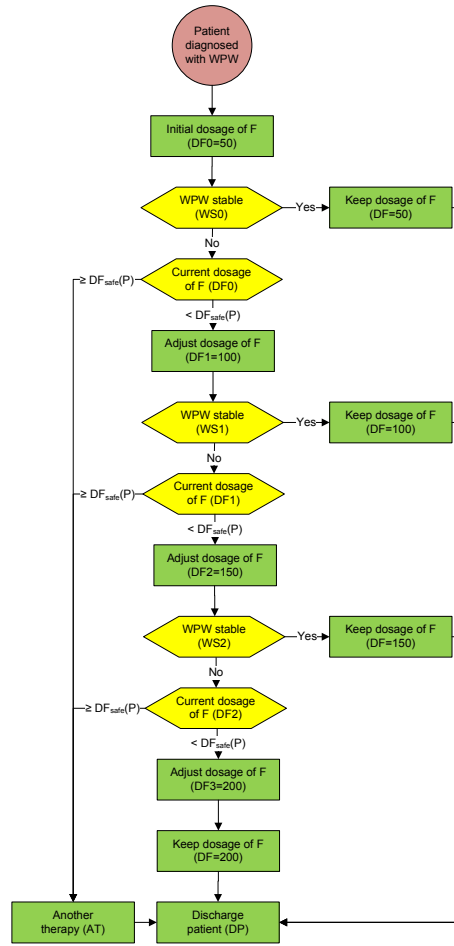 Patient
diagnosed
with WPW
Initial dosage of F
(DF0=50)
WPW stable
(WS0)
Yes
Keep dosage of F
(DF=50)
No
≥ DFsafe(P)
Current dosage
of F (DF0)
< DFsafe(P)
Adjust dosage of F
(DF1=100)
WPW stable
(WS1)
Yes
Keep dosage of F
(DF=100)
No
≥ DFsafe(P)
Current dosage
of F (DF1)
< DFsafe(P)
Adjust dosage of F
(DF2=150)
WPW stable
(WS2)
Yes
Keep dosage of F
(DF=150)
No
≥ DFsafe(P)
Current dosage
of F (DF2)
< DFsafe(P)
Adjust dosage of F
(DF3=200)
Keep dosage of F
(DF=200)
Another
therapy (AT)
Discharge
patient (DP)